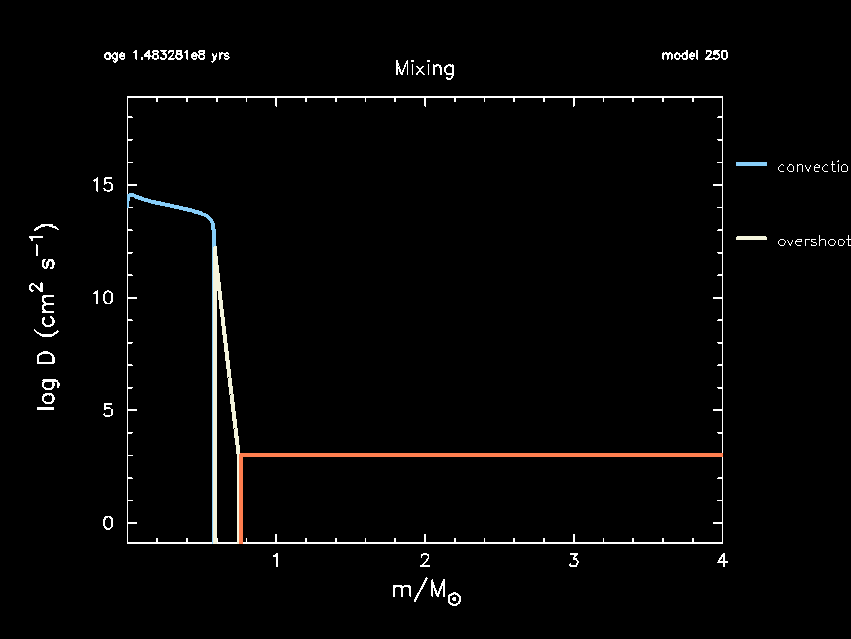 age 1.483281e8 yrs
model 250
Mixing
convectio
overshoot
log D (cm² s⁻¹)
15
10
5
0
1
2
3
4
m/M☉